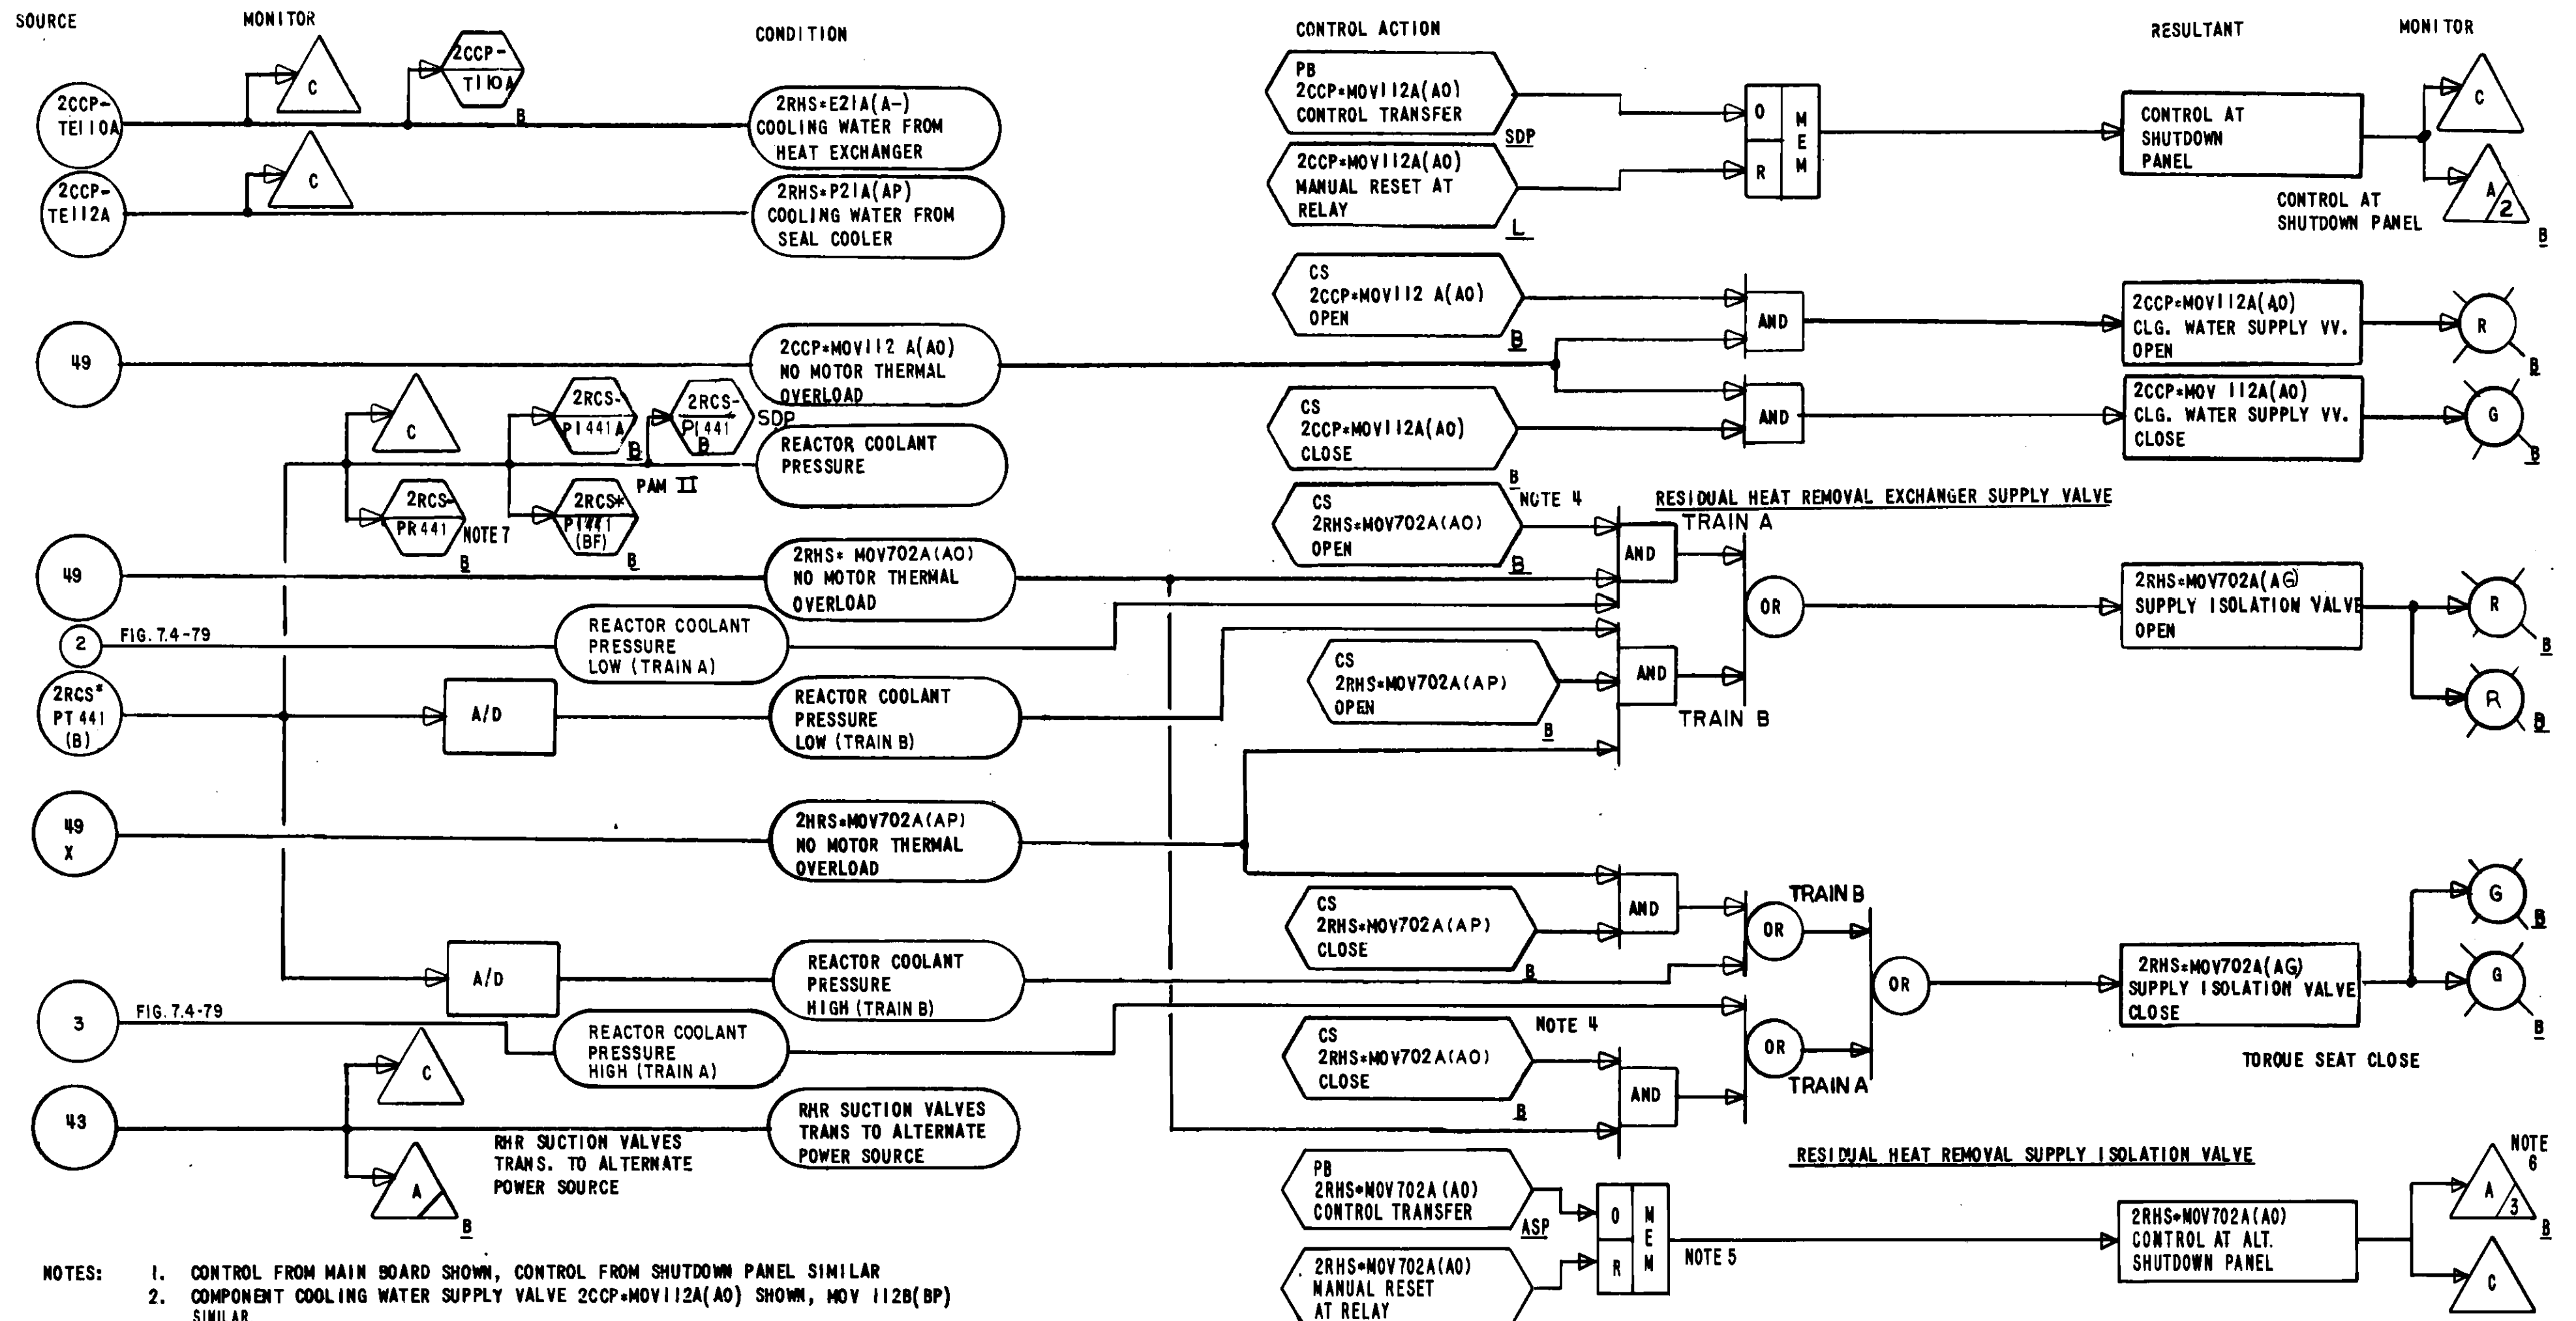 SOURCE
MONITOR
CONDITION
CONTROL ACTION
RESULTANT
MONITOR
2CCP-
TE110A
C
2CCP-
T110A
B
2RHS*E21A(A-)
COOLING WATER FROM
HEAT EXCHANGER
PB
2CCP*MOV112A(AO)
CONTROL TRANSFER
SDP
O
R
MEM
CONTROL AT
SHUTDOWN
PANEL
C
A
2
B
CONTROL AT
SHUTDOWN PANEL
2CCP-
TE112A
C
2RHS*P21A(AP)
COOLING WATER FROM
SEAL COOLER
2CCP*MOV112A(AO)
MANUAL RESET AT
RELAY
L
CS
2CCP*MOV112 A(AO)
OPEN
B
AND
2CCP*MOV112A(AO)
CLG. WATER SUPPLY VV.
OPEN
R
B
49
2CCP*MOV112 A(AO)
NO MOTOR THERMAL
OVERLOAD
CS
2CCP*MOV112A(AO)
CLOSE
B
AND
2CCP*MOV 112A(AO)
CLG. WATER SUPPLY VV.
CLOSE
G
B
C
2RCS-
PI441A
B
2RCS-
PI441
B
SDP
REACTOR COOLANT
PRESSURE
PAM II
2RCS-
PR441
NOTE 7
B
2RCS*
PI441
(BF)
B
CS
2RHS*MOV702A(AO)
OPEN
B
NOTE 4
RESIDUAL HEAT REMOVAL EXCHANGER SUPPLY VALVE
TRAIN A
AND
49
2RHS* MOV702A(AO)
NO MOTOR THERMAL
OVERLOAD
OR
2RHS*MOV702A(AG)
SUPPLY ISOLATION VALVE
OPEN
R
B
R
B
2
FIG. 7.4-79
REACTOR COOLANT
PRESSURE
LOW (TRAIN A)
CS
2RHS*MOV702A(AP)
OPEN
B
AND
TRAIN B
2RCS*
PT 441
(B)
A/D
REACTOR COOLANT
PRESSURE
LOW (TRAIN B)
49
X
2HRS*MOV702A(AP)
NO MOTOR THERMAL
OVERLOAD
CS
2RHS*MOV702A(AP)
CLOSE
B
AND
OR
TRAIN B
G
B
A/D
REACTOR COOLANT
PRESSURE
HIGH (TRAIN B)
OR
2RHS*MOV702A(AG)
SUPPLY ISOLATION VALVE
CLOSE
G
B
TORQUE SEAT CLOSE
3
FIG. 7.4-79
REACTOR COOLANT
PRESSURE
HIGH (TRAIN A)
NOTE 4
CS
2RHS*MOV702A(AO)
CLOSE
B
AND
OR
TRAIN A
43
C
A
B
RHR SUCTION VALVES
TRANS. TO ALTERNATE
POWER SOURCE
RHR SUCTION VALVES
TRANS TO ALTERNATE
POWER SOURCE
RESIDUAL HEAT REMOVAL SUPPLY ISOLATION VALVE
PB
2RHS*MOV702A(AO)
CONTROL TRANSFER
ASP
O
R
MEM
NOTE 5
2RHS*MOV702A(AO)
CONTROL AT ALT.
SHUTDOWN PANEL
NOTE
6
A
3
B
C
2RHS*MOV702A(AO)
MANUAL RESET
AT RELAY
NOTES: 1. CONTROL FROM MAIN BOARD SHOWN, CONTROL FROM SHUTDOWN PANEL SIMILAR
2. COMPONENT COOLING WATER SUPPLY VALVE 2CCP*MOV112A(AO) SHOWN, MOV 112B(BP)
SIMILAR